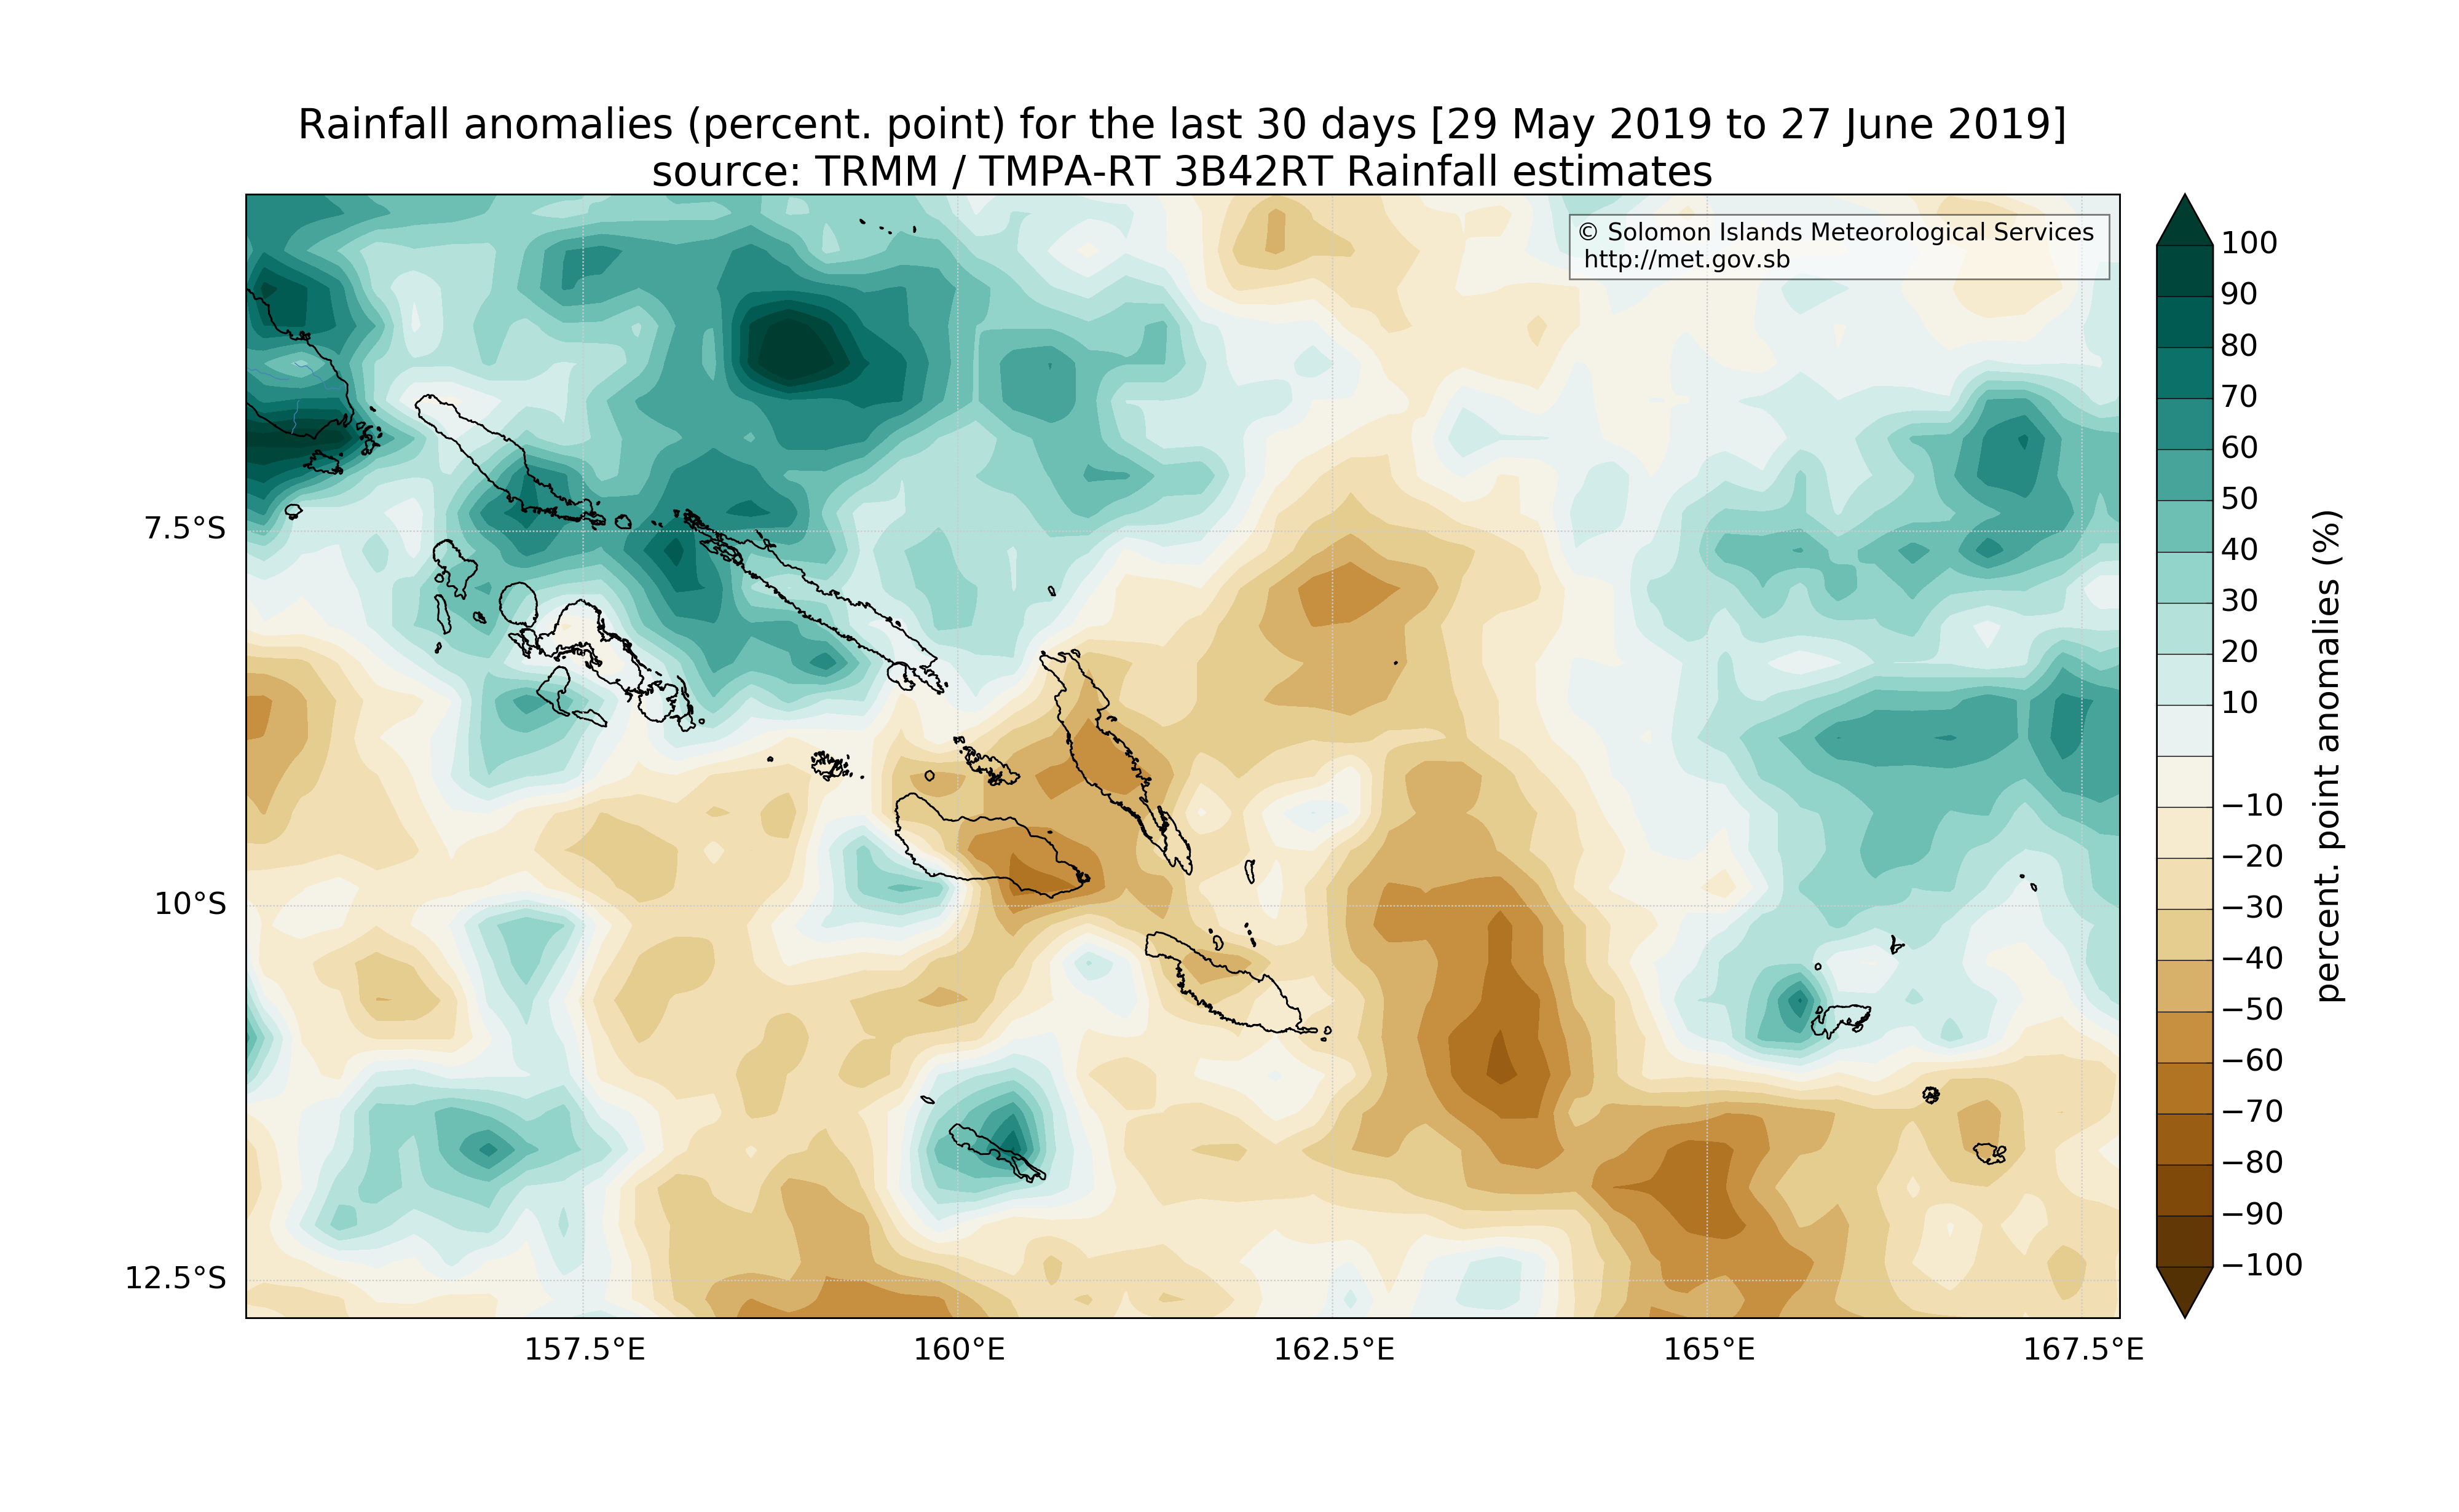 Rainfall anomalies (percent. point) for the last 30 days [29 May 2019 to 27 June 2019]
source: TRMM / TMPA-RT 3B42RT Rainfall estimates
© Solomon Islands Meteorological Services
http://met.gov.sb
7.5°S
10°S
12.5°S
157.5°E
160°E
162.5°E
165°E
167.5°E
100
90
80
70
60
50
40
30
20
10
−10
−20
−30
−40
−50
−60
−70
−80
−90
−100
percent. point anomalies (%)